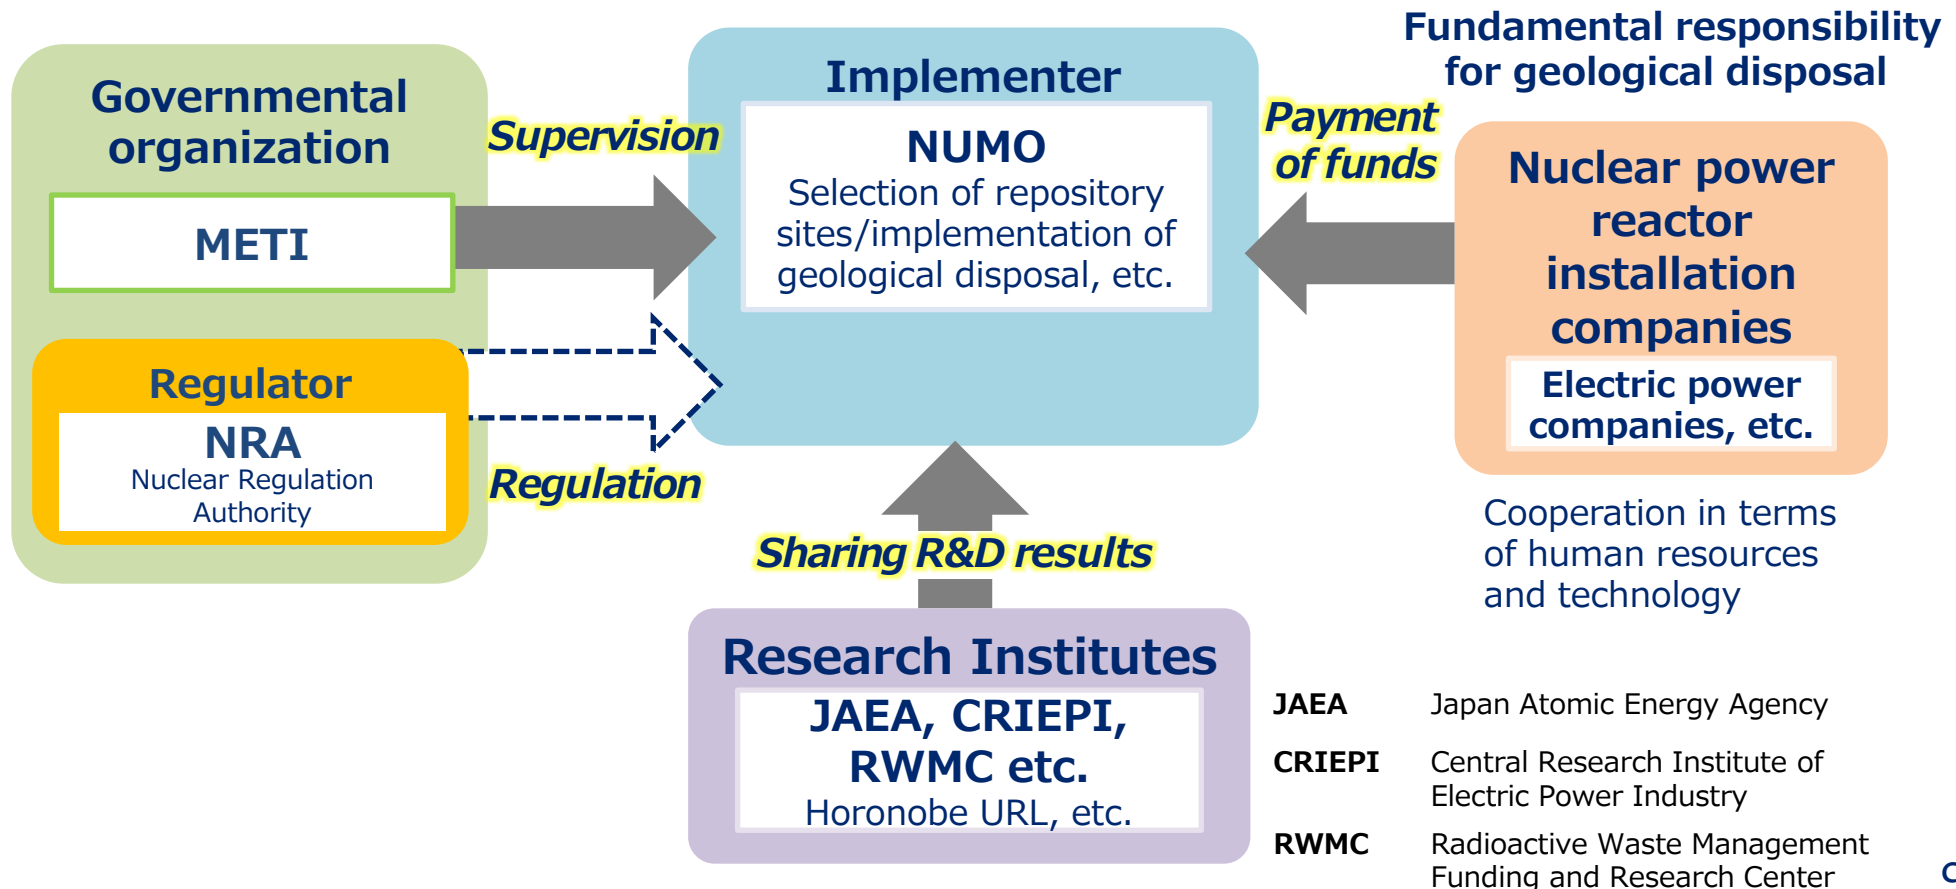 Governmental
organization
METI
Regulator
NRA
Nuclear Regulation
Authority
Supervision
Regulation
Implementer
NUMO
Selection of repository
sites/implementation of
geological disposal, etc.
Payment
of funds
Fundamental responsibility
for geological disposal
Nuclear power
reactor
installation
companies
Electric power
companies, etc.
Cooperation in terms
of human resources
and technology
Sharing R&D results
Research Institutes
JAEA, CRIEPI,
RWMC etc.
Horonobe URL, etc.
JAEA Japan Atomic Energy Agency
CRIEPI Central Research Institute of
Electric Power Industry
RWMC Radioactive Waste Management
Funding and Research Center